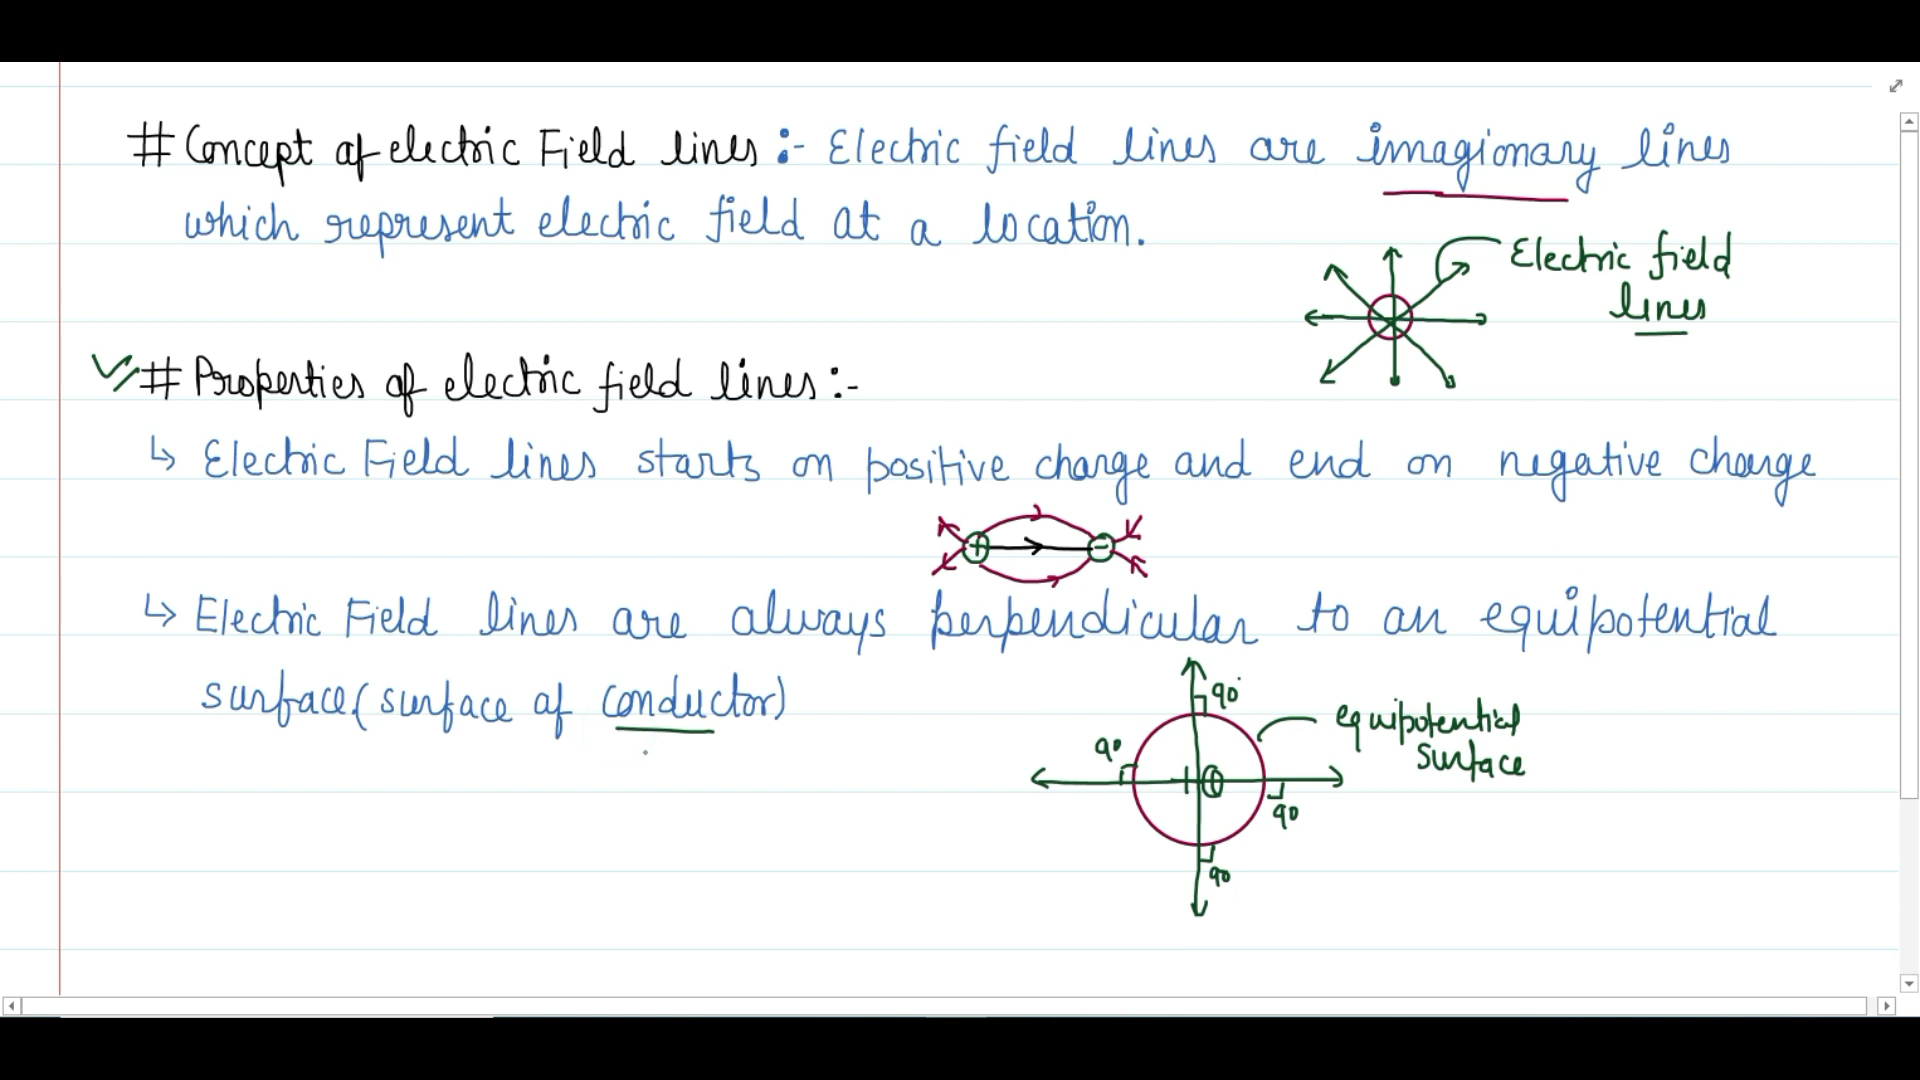 # Concept of electric Field lines :- Electric field lines are imagionary lines
which represent electric field at a location.
Electric field
lines
# Properties of electric field lines :-
↳ Electric Field lines starts on positive charge and end on negative charge
+ −
↳ Electric Field lines are always perpendicular to an equipotential
surface (surface of conductor)
90°
equipotential
surface
90
90
90